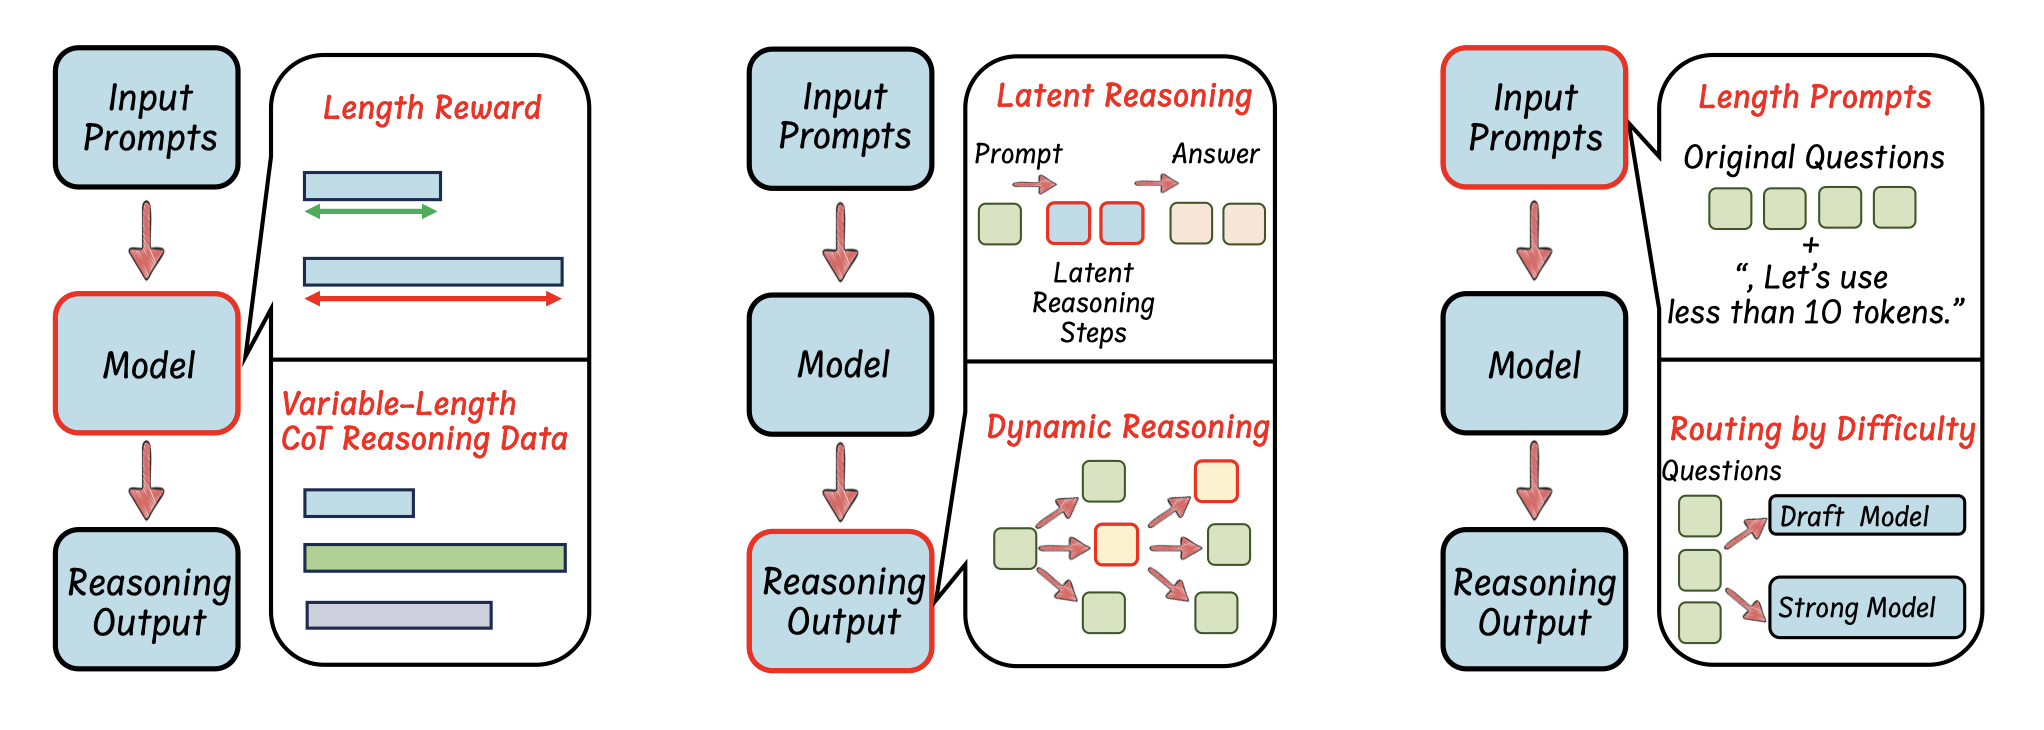 Input
Prompts
Model
Reasoning
Output
Length Reward
Variable-Length
CoT Reasoning Data
Input
Prompts
Model
Reasoning
Output
Latent Reasoning
Prompt
Answer
Latent
Reasoning
Steps
Dynamic Reasoning
Input
Prompts
Model
Reasoning
Output
Length Prompts
Original Questions
+
“, Let’s use
less than 10 tokens.”
Routing by Difficulty
Questions
Draft Model
Strong Model